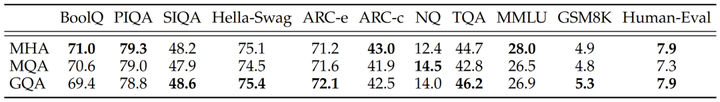 BoolQ PIQA SIQA Hella-Swag ARC-e ARC-c NQ TQA MMLU GSM8K Human-Eval
MHA 71.0 79.3 48.2 75.1 71.2 43.0 12.4 44.7 28.0 4.9 7.9
MQA 70.6 79.0 47.9 74.5 71.6 41.9 14.5 42.8 26.5 4.8 7.3
GQA 69.4 78.8 48.6 75.4 72.1 42.5 14.0 46.2 26.9 5.3 7.9